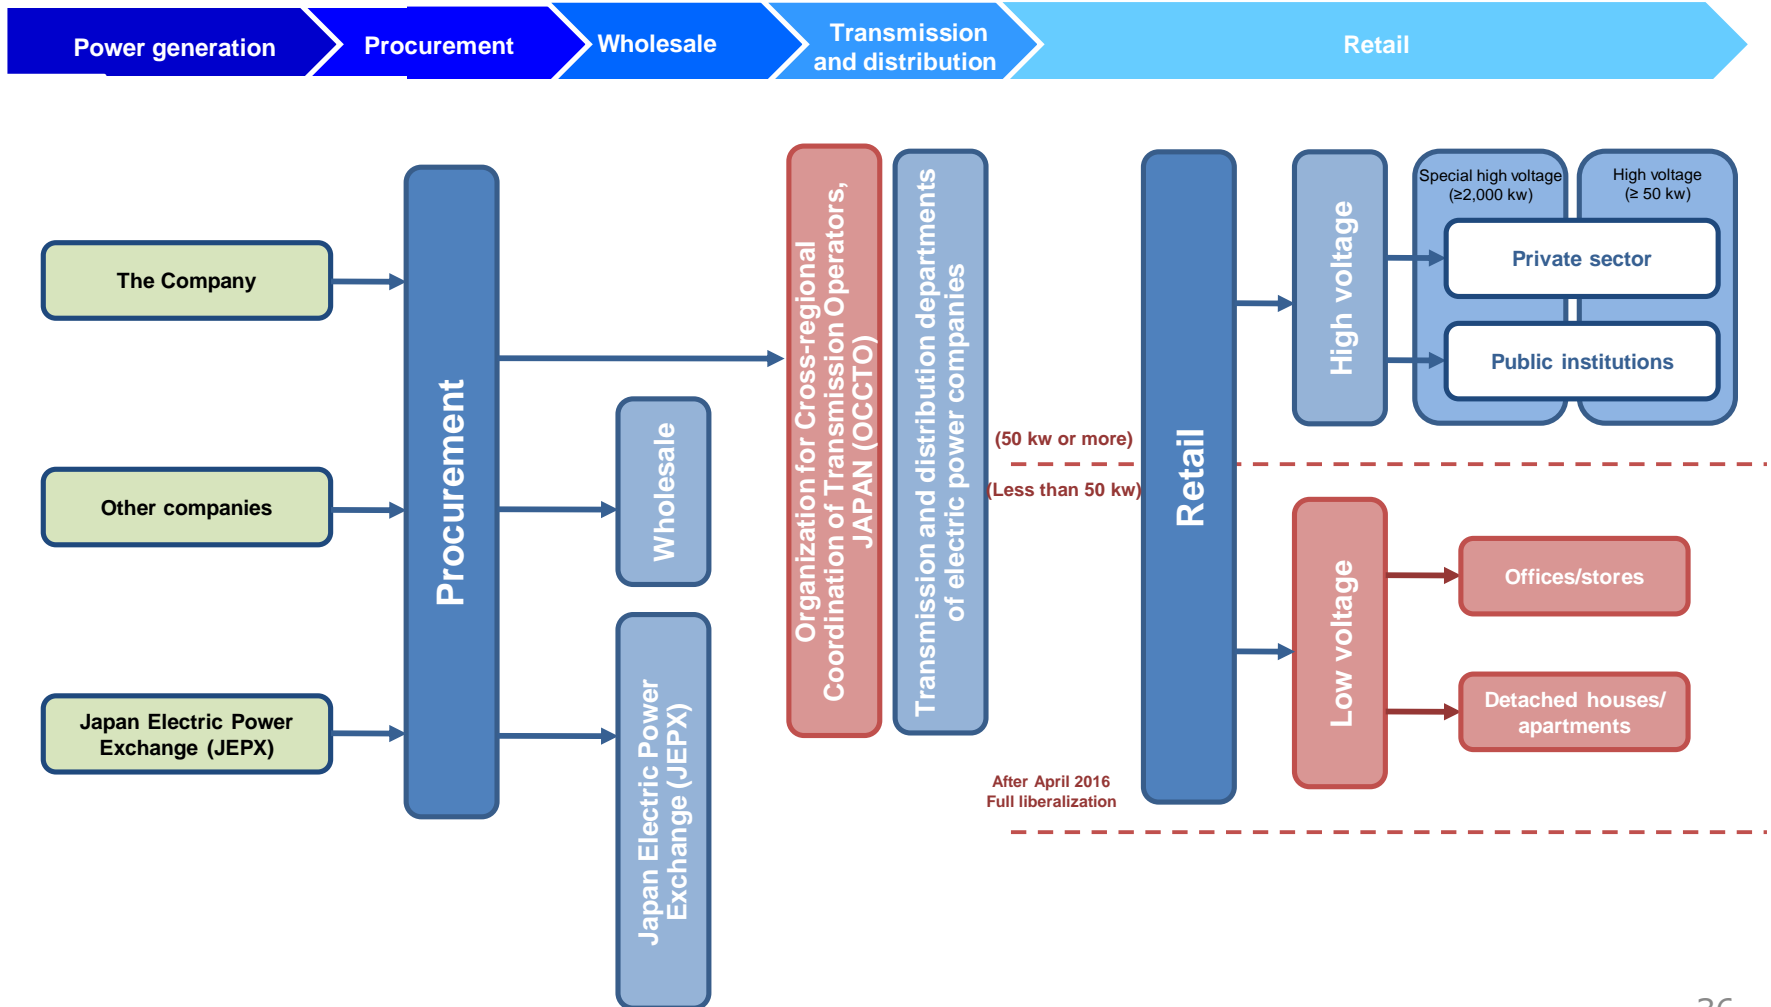 Power generation
Procurement
Wholesale
Transmission
and distribution
Retail
The Company
Other companies
Japan Electric Power
Exchange (JEPX)
Procurement
Wholesale
Japan Electric Power
Exchange (JEPX)
Organization for Cross-regional
Coordination of Transmission Operators,
JAPAN (OCCTO)
Transmission and distribution departments
of electric power companies
(50 kw or more)
(Less than 50 kw)
After April 2016
Full liberalization
Retail
High voltage
Special high voltage
(≥2,000 kw)
High voltage
(≥ 50 kw)
Private sector
Public institutions
Low voltage
Offices/stores
Detached houses/
apartments